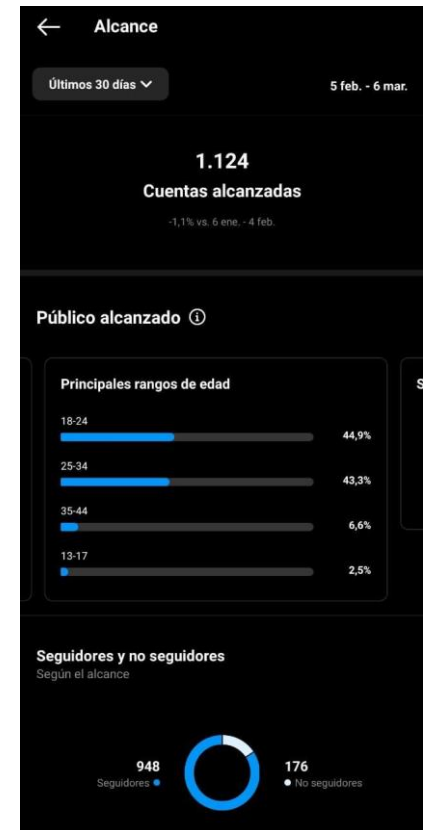 Alcance
Últimos 30 días
5 feb. - 6 mar.
1.124
Cuentas alcanzadas
-1,1% vs. 6 ene. - 4 feb.
Público alcanzado
Principales rangos de edad
S
18-24
44,9%
25-34
43,3%
35-44
6,6%
13-17
2,5%
Seguidores y no seguidores
Según el alcance
948
Seguidores
176
No seguidores